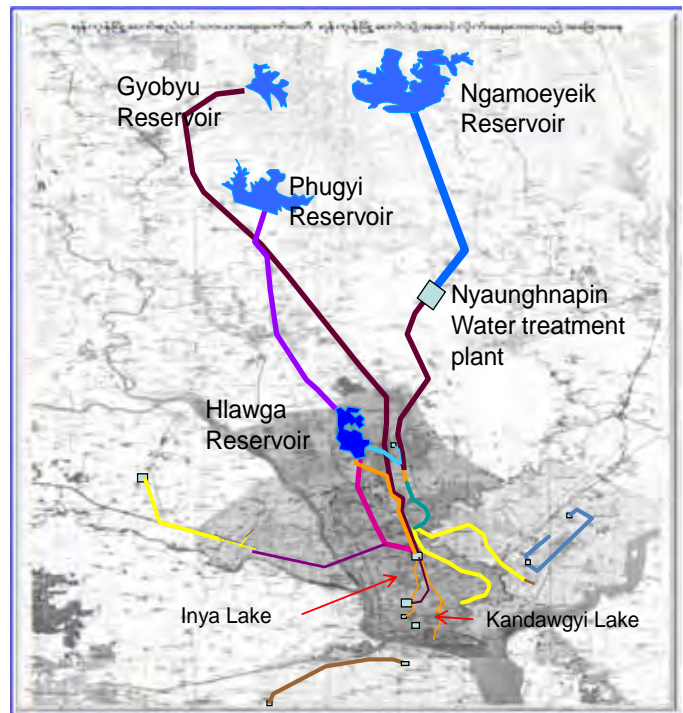 Gyobyu
Reservoir
Ngamoeyeik
Reservoir
Phugyi
Reservoir
Nyaunghnapin
Water treatment
plant
Hlawga
Reservoir
Inya Lake
Kandawgyi Lake